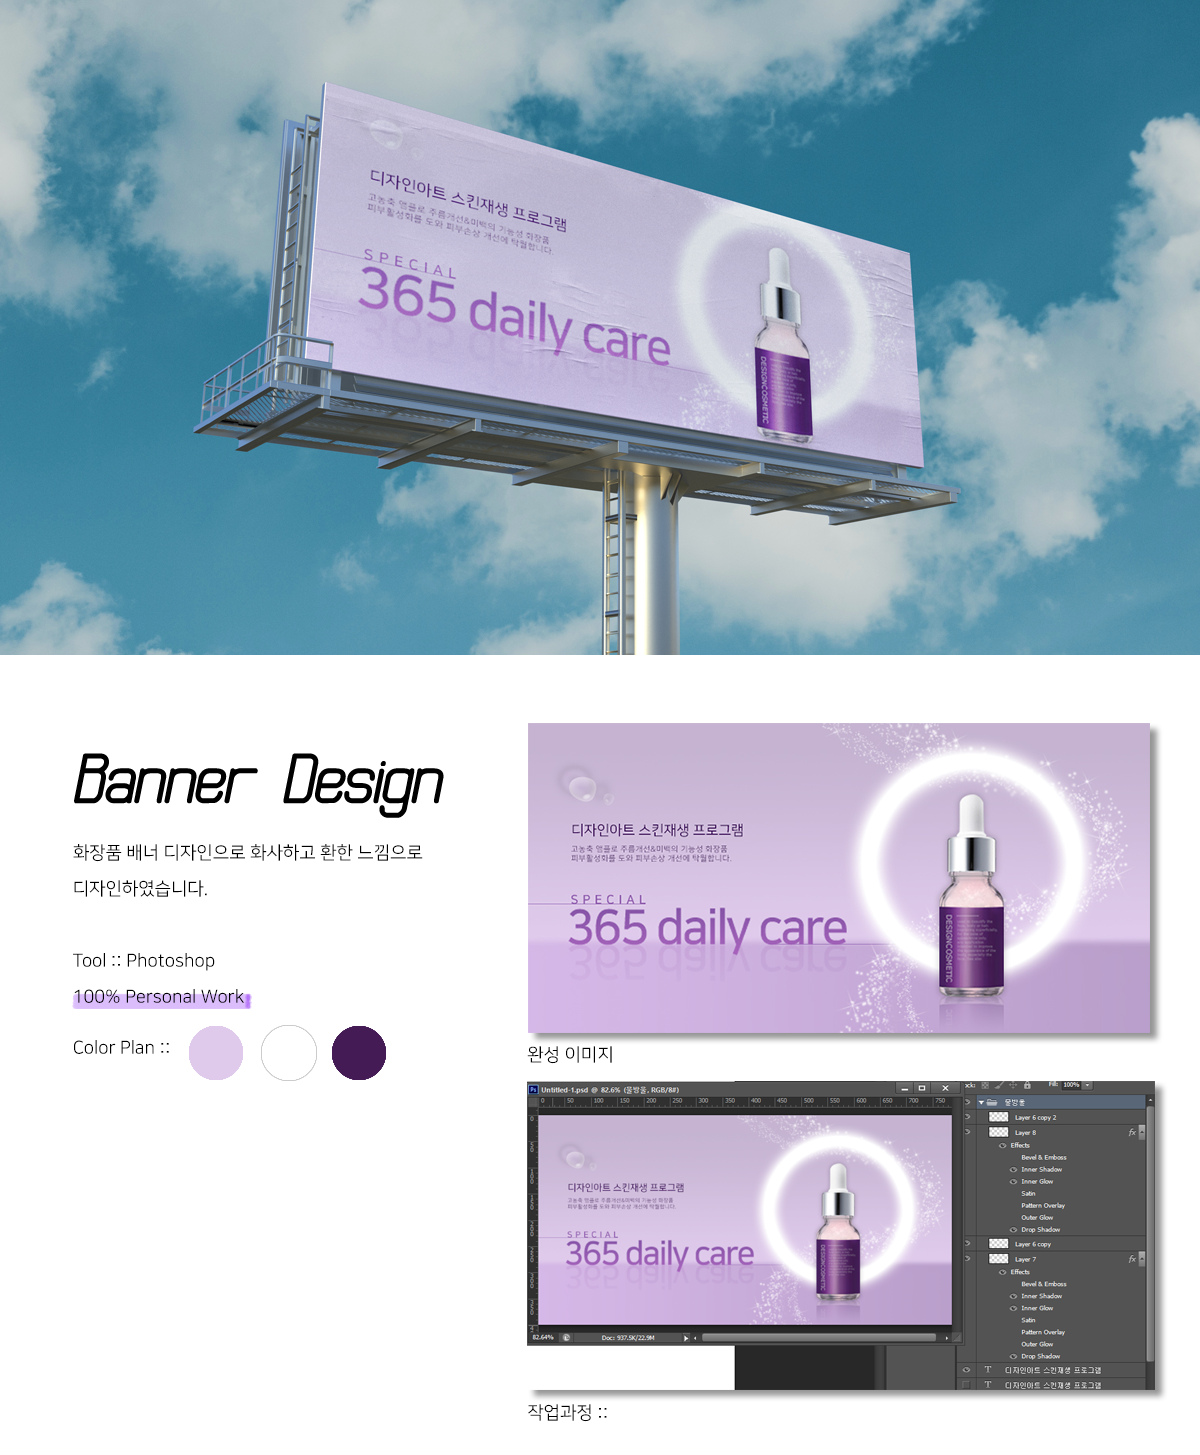 디자인아트 스킨재생 프로그램
고농축 앰플로 주름개선&미백의 기능성 화장품
피부활성화를 도와 피부손상 개선에 탁월합니다.
SPECIAL
365 daily care
DESIGNCOSMETIC
Banner Design
화장품 배너 디자인으로 화사하고 환한 느낌으로
디자인하였습니다.
Tool :: Photoshop
100% Personal Work
Color Plan ::
디자인아트 스킨재생 프로그램
고농축 앰플로 주름개선&미백의 기능성 화장품
피부활성화를 도와 피부손상 개선에 탁월합니다.
SPECIAL
365 daily care
DESIGNCOSMETIC
완성 이미지
Ps Untitled-1.psd @ 82.6% (물방울, RGB/8#)
0 50 100 150 200 250 300 350 400 450 500 550 600 650 700 750
디자인아트 스킨재생 프로그램
고농축 앰플로 주름개선&미백의 기능성 화장품
피부활성화를 도와 피부손상 개선에 탁월합니다.
SPECIAL
365 daily care
DESIGNCOSMETIC
82.64% Doc: 937.5K/22.9M
Fill: 100%
물방울
Layer 6 copy 2
Layer 8 fx
Effects
Bevel & Emboss
Inner Shadow
Inner Glow
Satin
Pattern Overlay
Outer Glow
Drop Shadow
Layer 6 copy
Layer 7 fx
Effects
Bevel & Emboss
Inner Shadow
Inner Glow
Satin
Pattern Overlay
Outer Glow
Drop Shadow
T 디자인아트 스킨재생 프로그램
T 디자인아트 스킨재생 프로그램
작업과정 ::